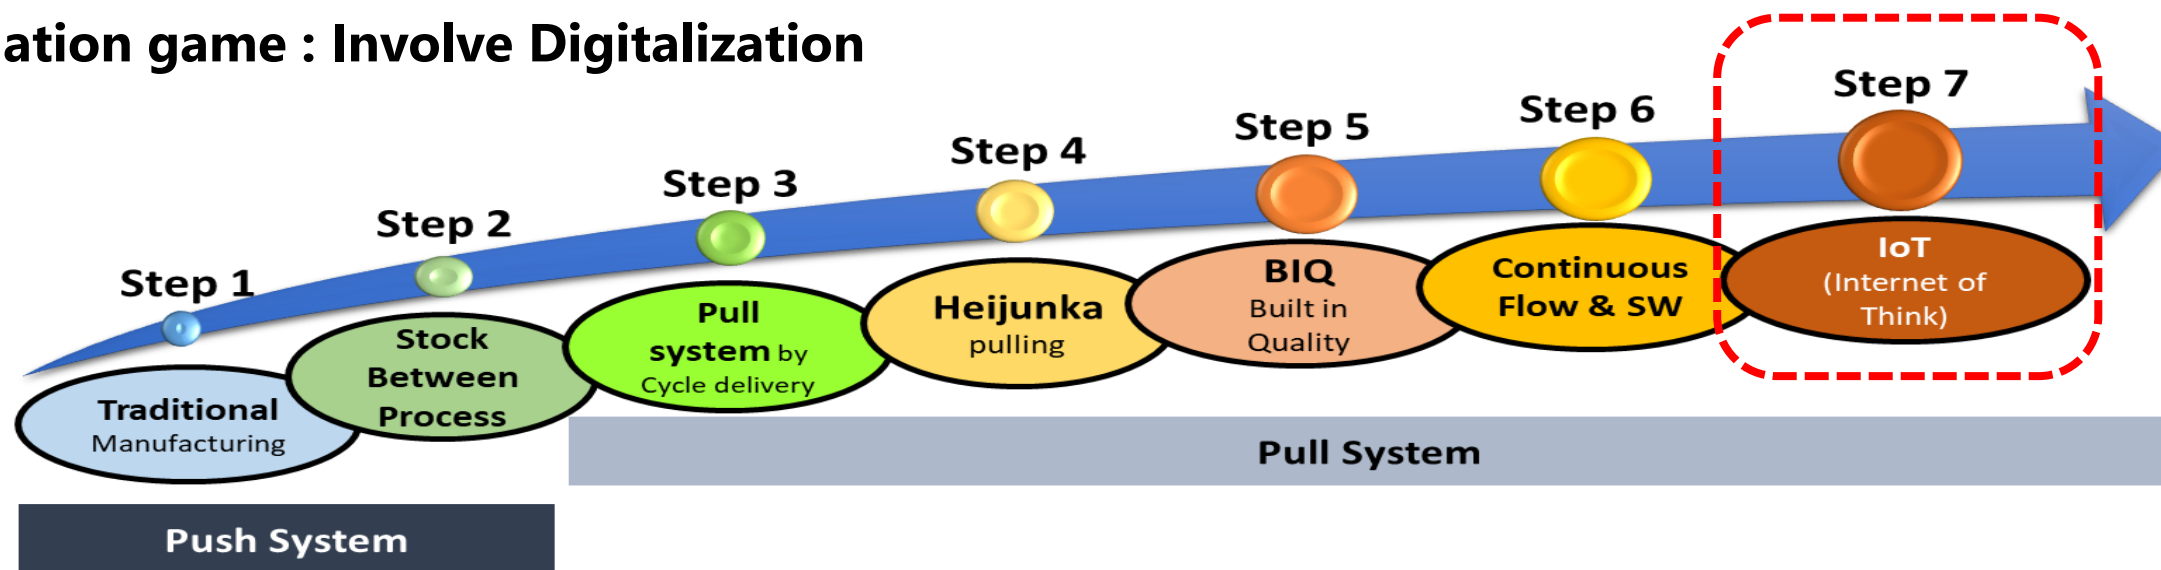 ation game : Involve Digitalization
Step 1
Step 2
Step 3
Step 4
Step 5
Step 6
Step 7
Traditional
Manufacturing
Stock
Between
Process
Pull
system by
Cycle delivery
Heijunka
pulling
BIQ
Built in
Quality
Continuous
Flow & SW
IoT
(Internet of
Think)
Pull System
Push System